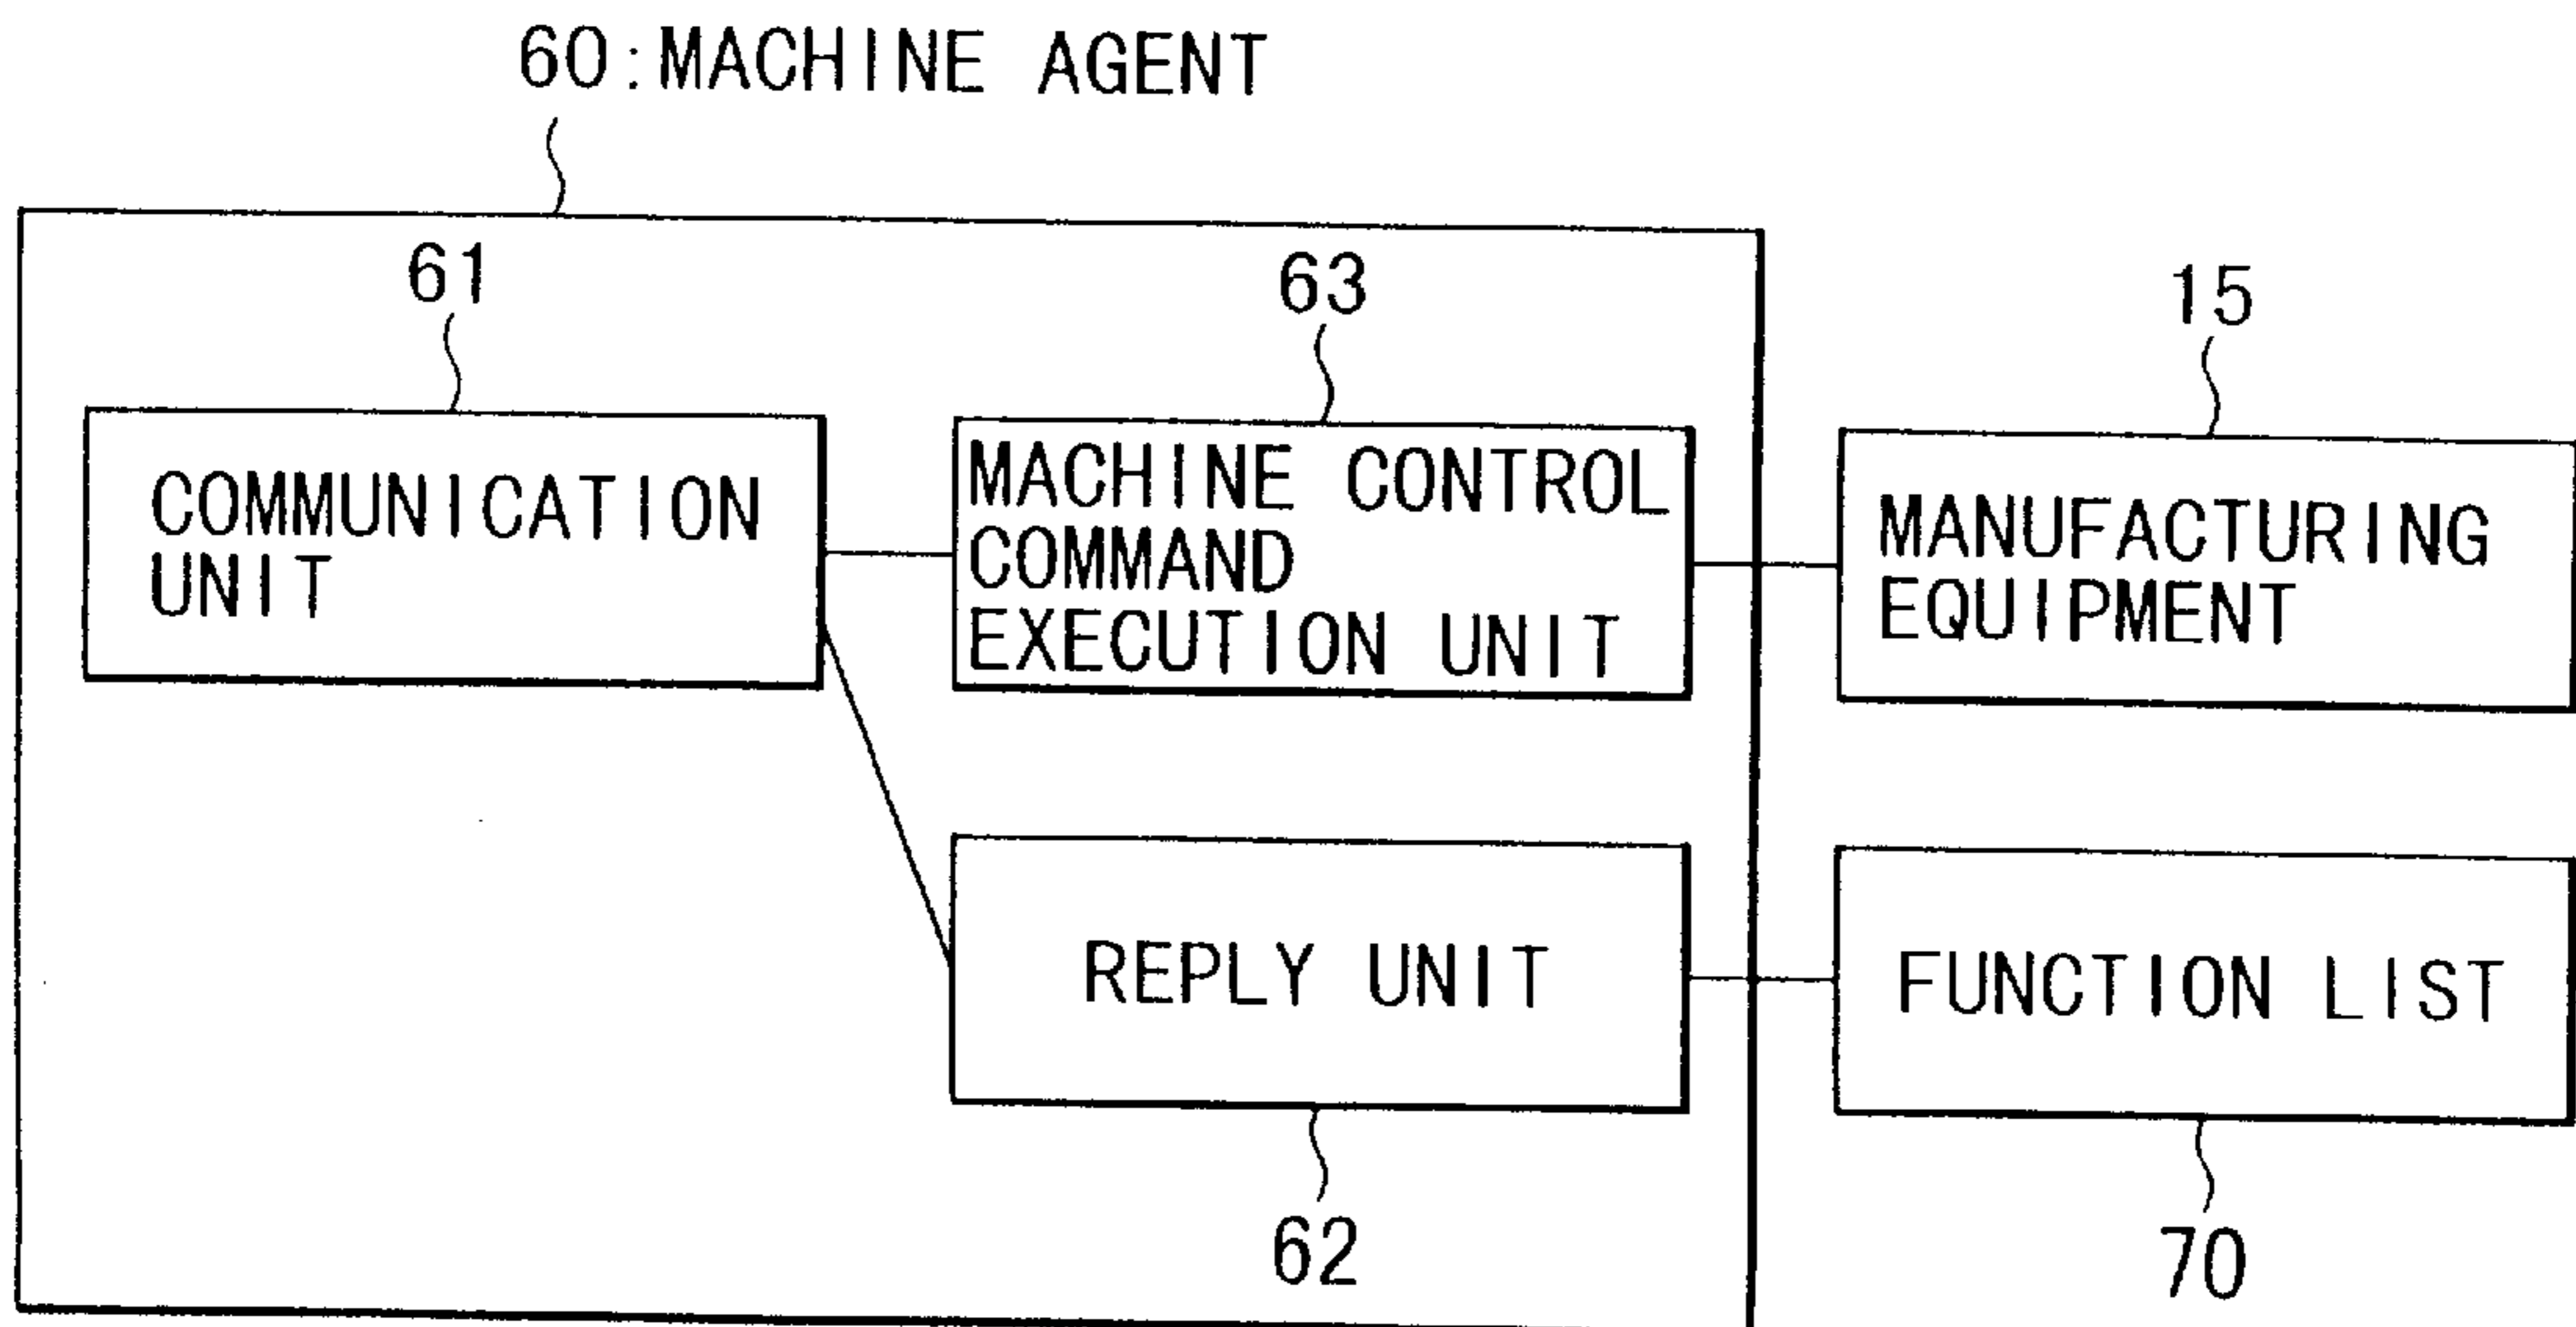 60:MACHINE AGENT
61
63
15
COMMUNICATION
UNIT
MACHINE CONTROL
COMMAND
EXECUTION UNIT
MANUFACTURING
EQUIPMENT
REPLY UNIT
FUNCTION LIST
62
70